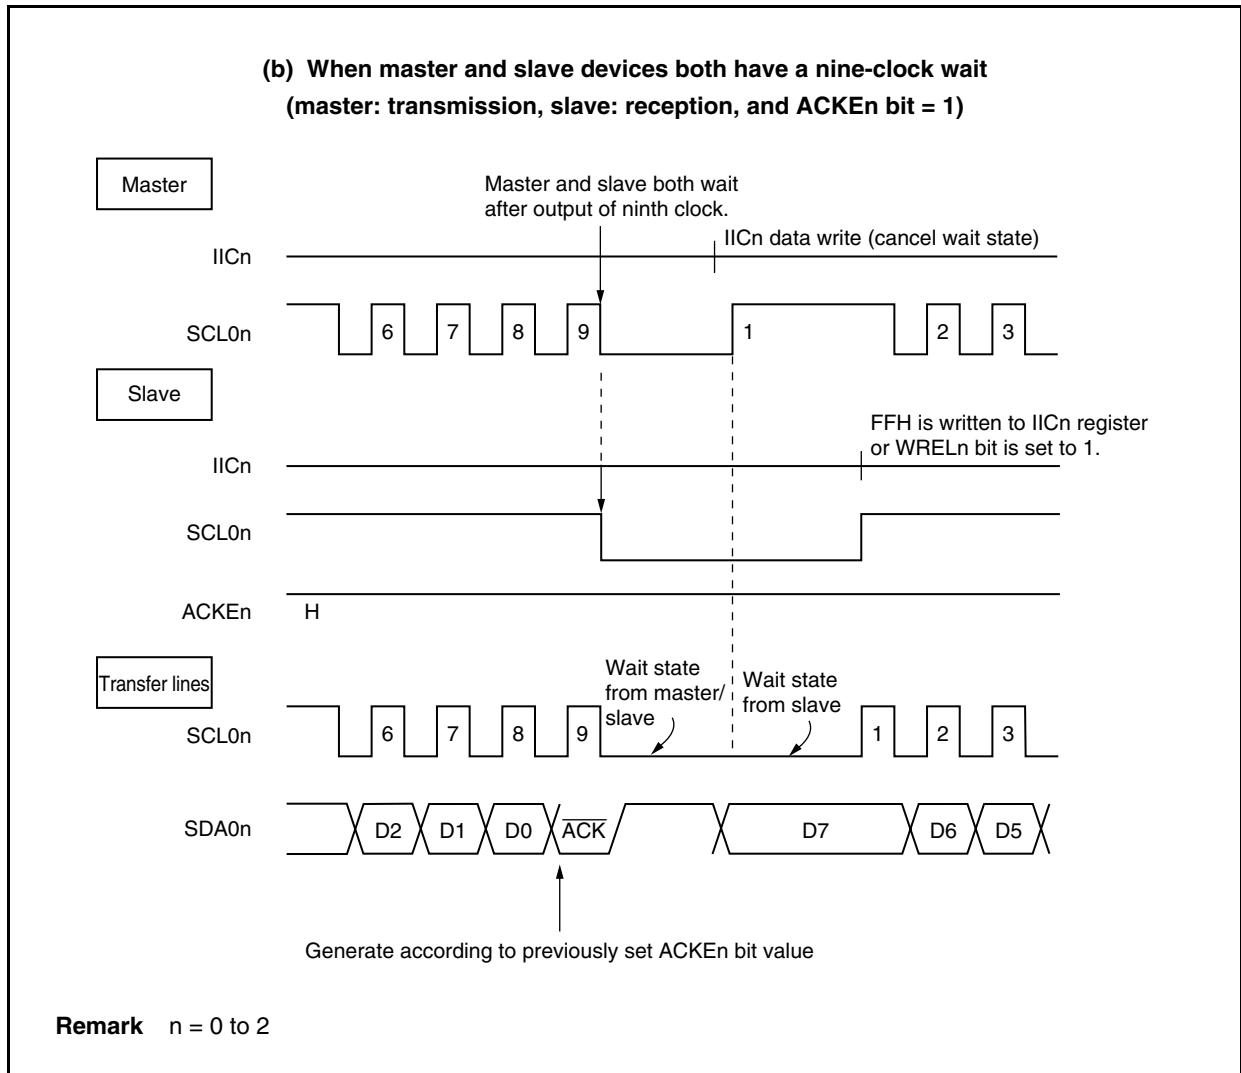 (b) When master and slave devices both have a nine-clock wait
(master: transmission, slave: reception, and ACKEn bit = 1)
Master
Master and slave both wait
after output of ninth clock.
IICn
IICn data write (cancel wait state)
SCL0n
6 7 8 9 1 2 3
Slave
FFH is written to IICn register
or WRELn bit is set to 1.
IICn
SCL0n
ACKEn H
Transfer lines
Wait state
from master/
slave
Wait state
from slave
SCL0n
6 7 8 9 1 2 3
SDA0n
D2 D1 D0 A̅C̅K̅ D7 D6 D5
Generate according to previously set ACKEn bit value
Remark n = 0 to 2